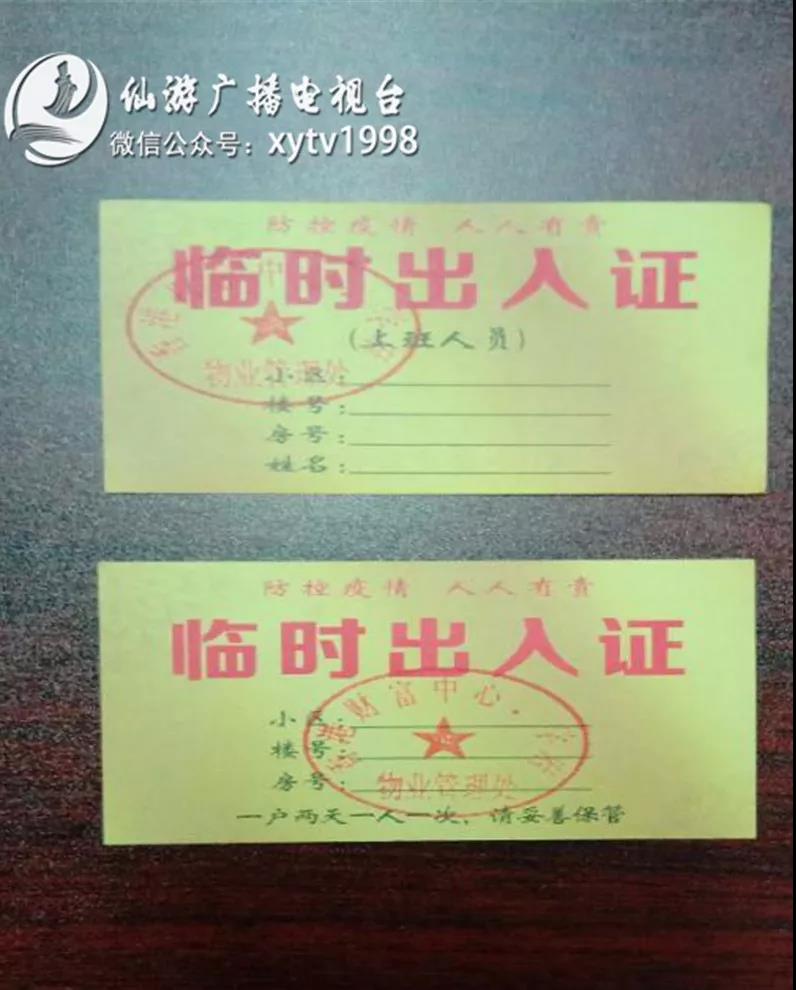 仙游广播电视台
微信公众号：xytv1998
防控疫情 人人有责
临时出入证
（上班人员）
小区：
楼号：
房号：
姓名：
物业管理处
防控疫情 人人有责
临时出入证
小区：
楼号：
房号：
一户两天一人一次，请妥善保管
财富中心
物业管理处